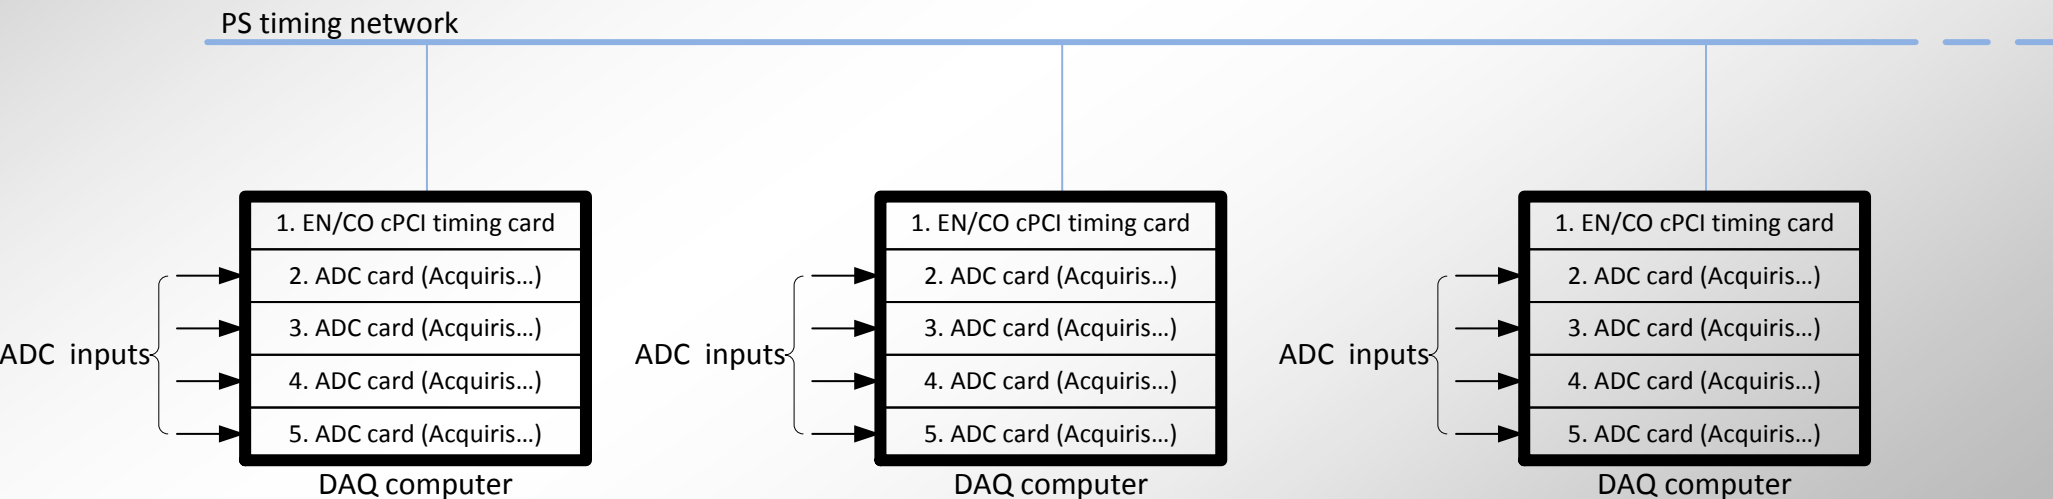 PS timing network
1. EN/CO cPCI timing card
2. ADC card (Acquiris...)
3. ADC card (Acquiris...)
4. ADC card (Acquiris...)
5. ADC card (Acquiris...)
ADC inputs
DAQ computer
1. EN/CO cPCI timing card
2. ADC card (Acquiris...)
3. ADC card (Acquiris...)
4. ADC card (Acquiris...)
5. ADC card (Acquiris...)
ADC inputs
DAQ computer
1. EN/CO cPCI timing card
2. ADC card (Acquiris...)
3. ADC card (Acquiris...)
4. ADC card (Acquiris...)
5. ADC card (Acquiris...)
ADC inputs
DAQ computer